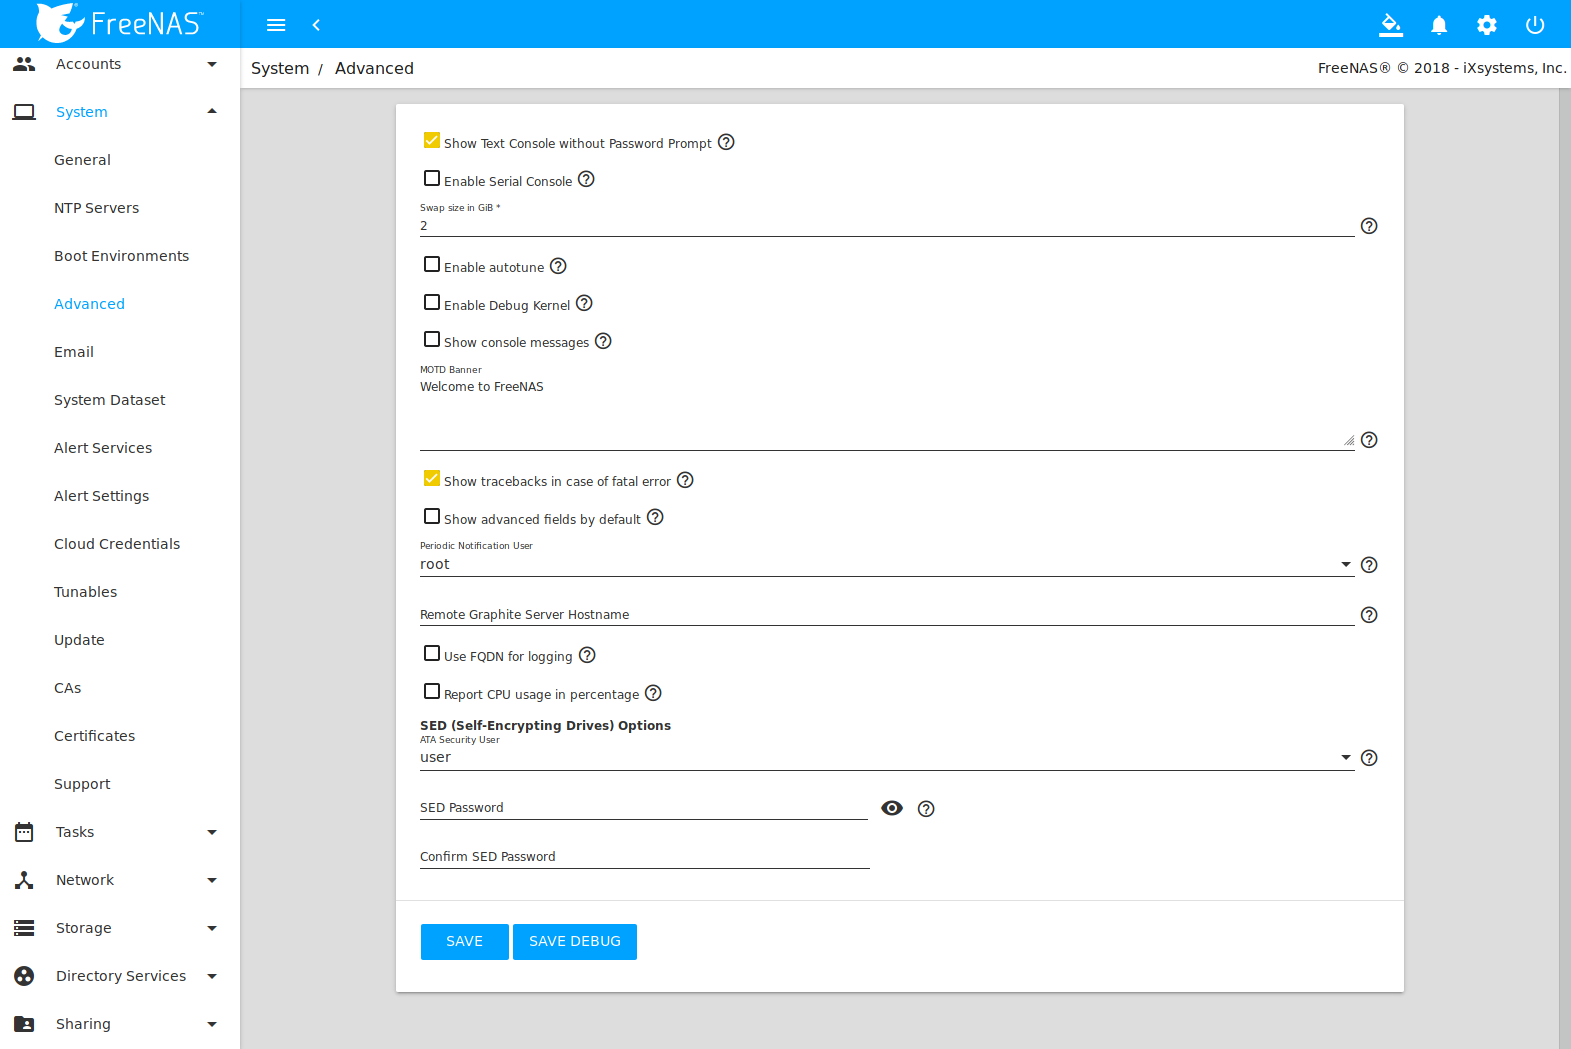 FreeNAS™
System / Advanced
FreeNAS® © 2018 - iXsystems, Inc.
Accounts
System
General
NTP Servers
Boot Environments
Advanced
Email
System Dataset
Alert Services
Alert Settings
Cloud Credentials
Tunables
Update
CAs
Certificates
Support
Tasks
Network
Storage
Directory Services
Sharing
Show Text Console without Password Prompt
Enable Serial Console
Swap size in GiB *
2
Enable autotune
Enable Debug Kernel
Show console messages
MOTD Banner
Welcome to FreeNAS
Show tracebacks in case of fatal error
Show advanced fields by default
Periodic Notification User
root
Remote Graphite Server Hostname
Use FQDN for logging
Report CPU usage in percentage
SED (Self-Encrypting Drives) Options
ATA Security User
user
SED Password
Confirm SED Password
SAVE SAVE DEBUG